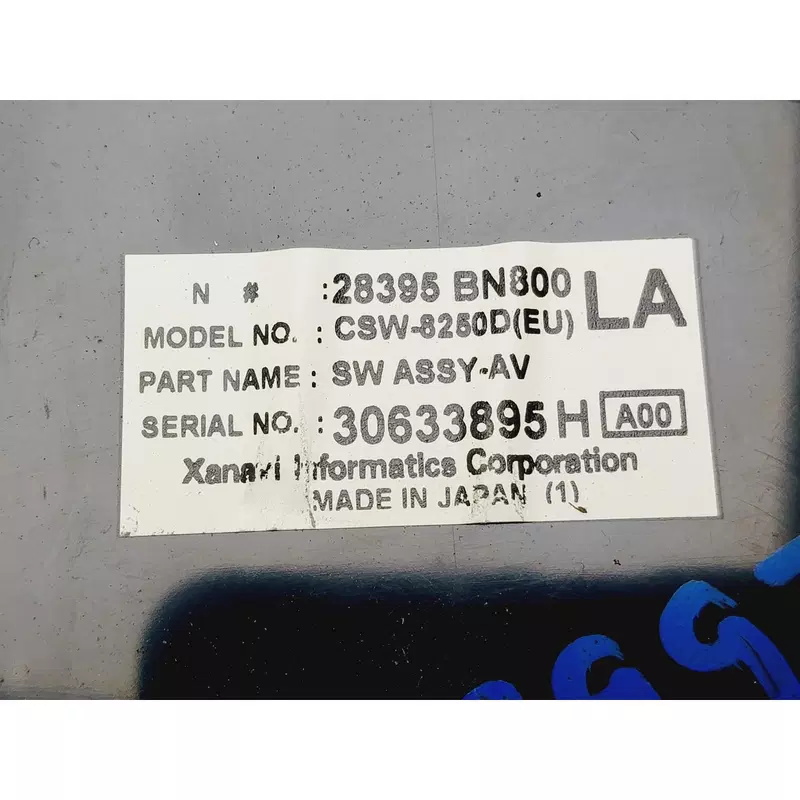 N # : 28395 BN800 LA
MODEL NO. : CSW-8250D(EU)
PART NAME : SW ASSY-AV
SERIAL NO. : 30633895 H A00
Xanavi Informatics Corporation
MADE IN JAPAN (1)